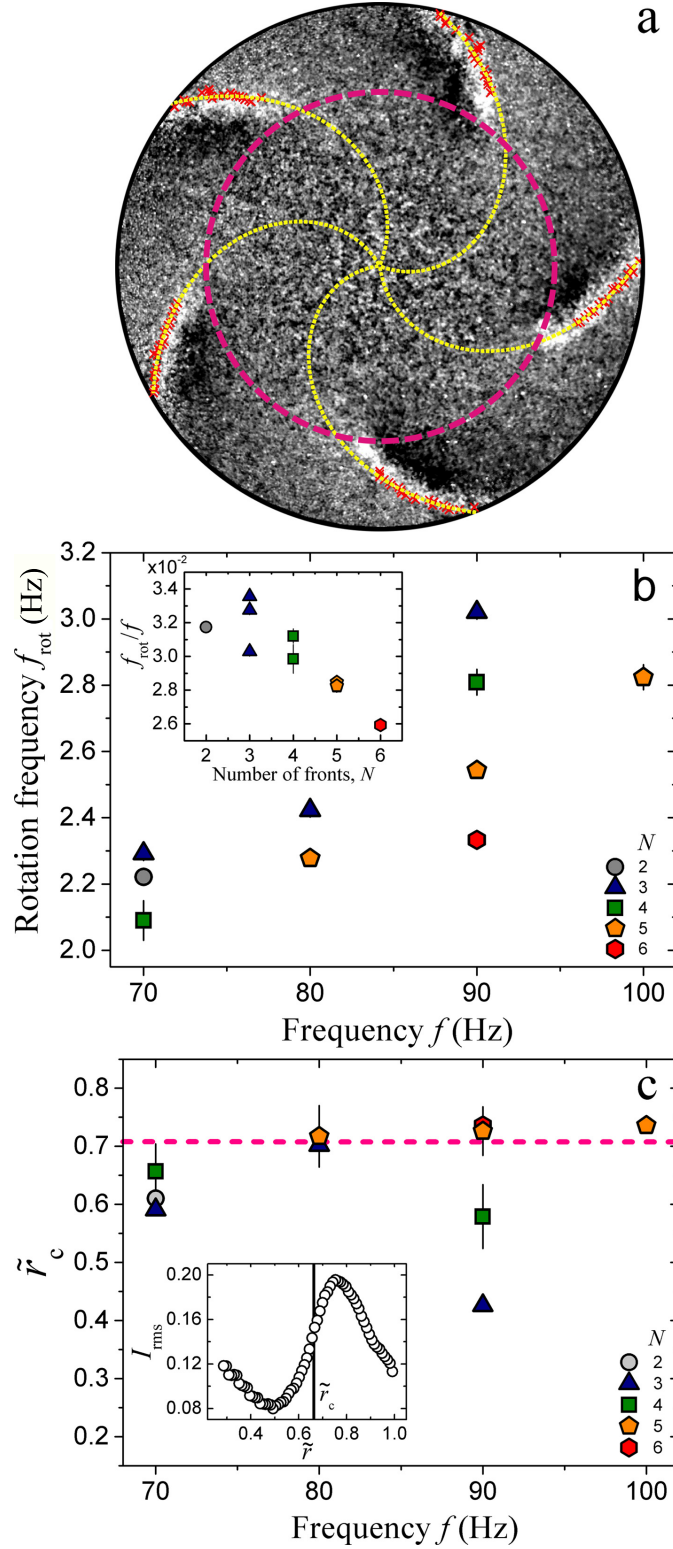 a
b
3.2
3.0
2.8
2.6
2.4
2.2
2.0
Rotation frequency f_rot (Hz)
×10^-2
3.4
3.2
3.0
2.8
2.6
f_rot/f
2 3 4 5 6
Number of fronts, N
N
2
3
4
5
6
70 80 90 100
Frequency f (Hz)
c
0.8
0.7
0.6
0.5
0.4
0.3
0.2
r̃_c
0.20
0.16
0.12
0.08
I_rms
r̃_c
0.4 0.6 0.8 1.0
r̃
N
2
3
4
5
6
70 80 90 100
Frequency f (Hz)